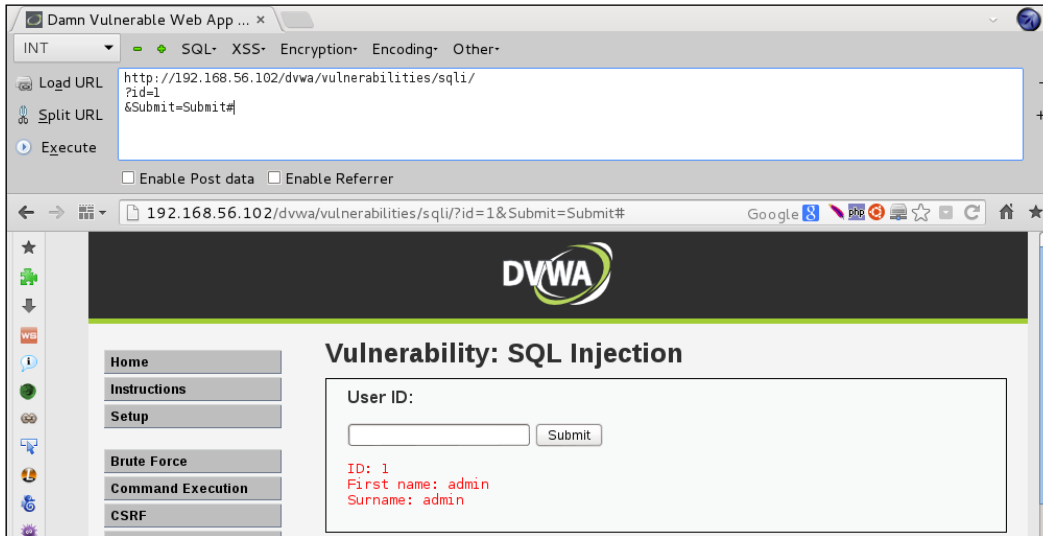 Damn Vulnerable Web App ... ×
INT
SQL- XSS- Encryption- Encoding- Other-
Load URL
http://192.168.56.102/dvwa/vulnerabilities/sqli/
?id=1
&Submit=Submit#
Split URL
Execute
Enable Post data Enable Referrer
192.168.56.102/dvwa/vulnerabilities/sqli/?id=1&Submit=Submit#
Google 8 php
DVWA
WS
Vulnerability: SQL Injection
Home
Instructions
Setup
Brute Force
Command Execution
CSRF
User ID:
Submit
ID: 1
First name: admin
Surname: admin